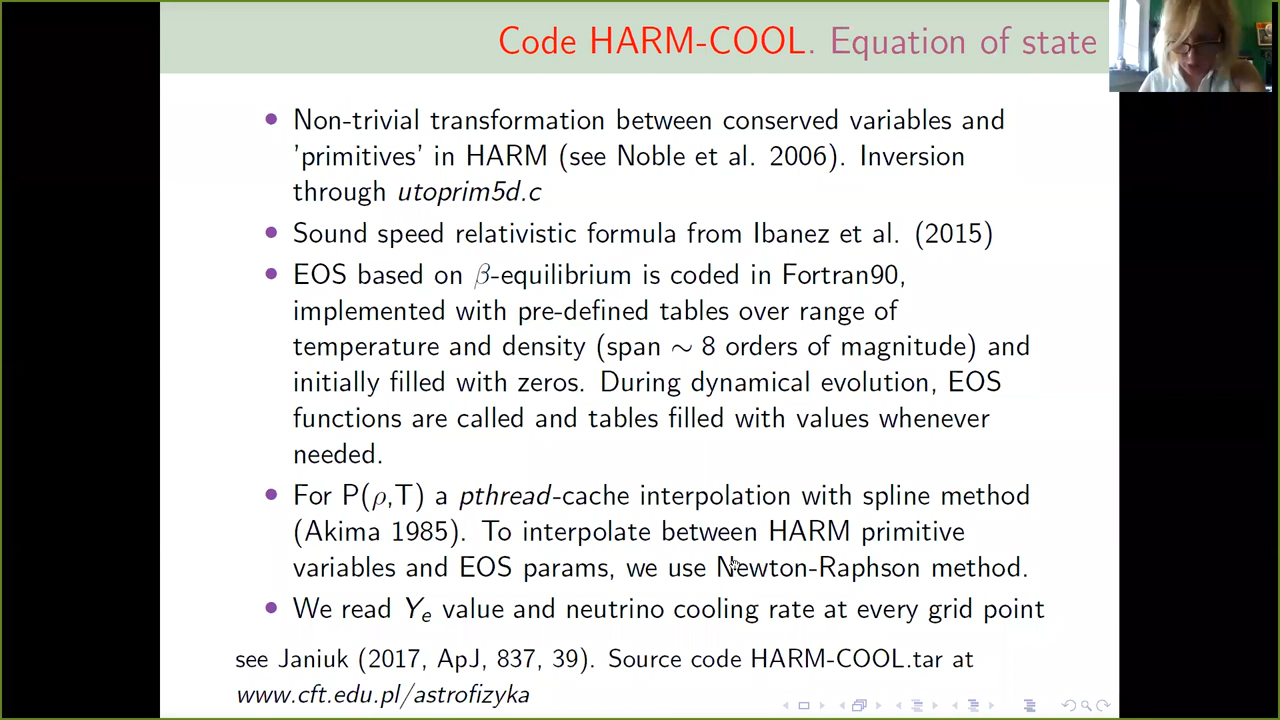 Code HARM-COOL. Equation of state
• Non-trivial transformation between conserved variables and
'primitives' in HARM (see Noble et al. 2006). Inversion
through utoprim5d.c
• Sound speed relativistic formula from Ibanez et al. (2015)
• EOS based on β-equilibrium is coded in Fortran90,
implemented with pre-defined tables over range of
temperature and density (span ∼ 8 orders of magnitude) and
initially filled with zeros. During dynamical evolution, EOS
functions are called and tables filled with values whenever
needed.
• For P(ρ,T) a pthread-cache interpolation with spline method
(Akima 1985). To interpolate between HARM primitive
variables and EOS params, we use Newton-Raphson method.
• We read Ye value and neutrino cooling rate at every grid point
see Janiuk (2017, ApJ, 837, 39). Source code HARM-COOL.tar at
www.cft.edu.pl/astrofizyka